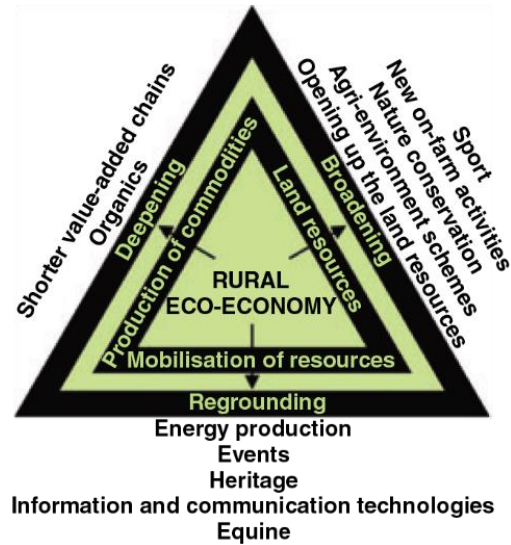 Shorter value-added chains
Organics
Deepening
Production of commodities
Sport
New on-farm activities
Nature conservation
Agri-environment schemes
Opening up the land resources
Broadening
Land resources
RURAL
ECO-ECONOMY
Mobilisation of resources
Regrounding
Energy production
Events
Heritage
Information and communication technologies
Equine